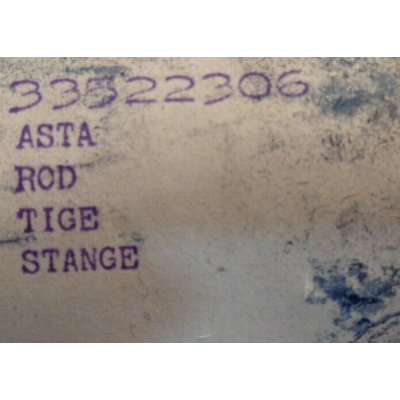 33522306
ASTA
ROD
TIGE
STANGE